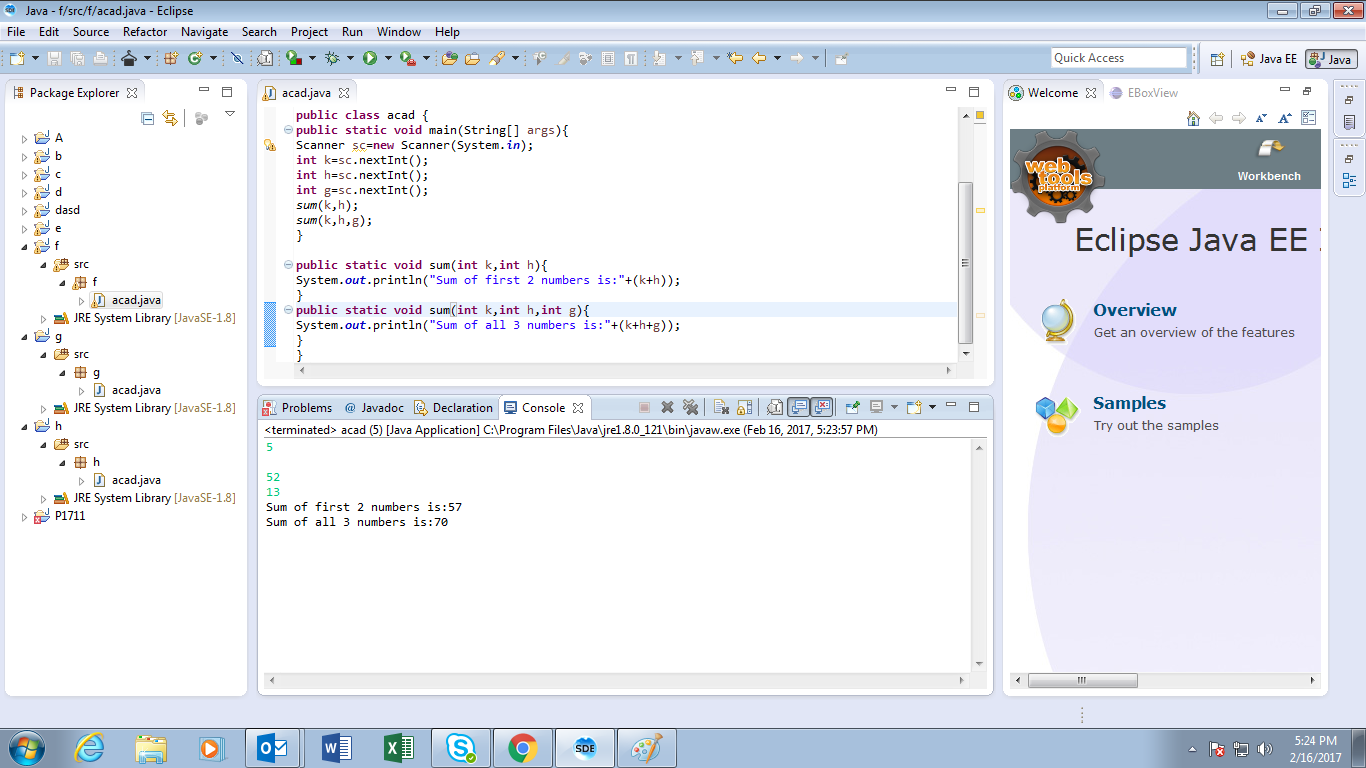 Java - f/src/f/acad.java - Eclipse
File Edit Source Refactor Navigate Search Project Run Window Help
Quick Access
Java EE
Java
Package Explorer
A
b
c
d
dasd
e
f
src
f
acad.java
JRE System Library [JavaSE-1.8]
g
src
g
acad.java
JRE System Library [JavaSE-1.8]
h
src
h
acad.java
JRE System Library [JavaSE-1.8]
P1711
acad.java
public class acad {
public static void main(String[] args){
Scanner sc=new Scanner(System.in);
int k=sc.nextInt();
int h=sc.nextInt();
int g=sc.nextInt();
sum(k,h);
sum(k,h,g);
}
public static void sum(int k,int h){
System.out.println("Sum of first 2 numbers is:"+(k+h));
}
public static void sum(int k,int h,int g){
System.out.println("Sum of all 3 numbers is:"+(k+h+g));
}
}
Problems @ Javadoc Declaration Console
<terminated> acad (5) [Java Application] C:\Program Files\Java\jre1.8.0_121\bin\javaw.exe (Feb 16, 2017, 5:23:57 PM)
5
52
13
Sum of first 2 numbers is:57
Sum of all 3 numbers is:70
Welcome EBoxView
web tools platform
Workbench
Eclipse Java EE
Overview
Get an overview of the features
Samples
Try out the samples
SDE
5:24 PM
2/16/2017